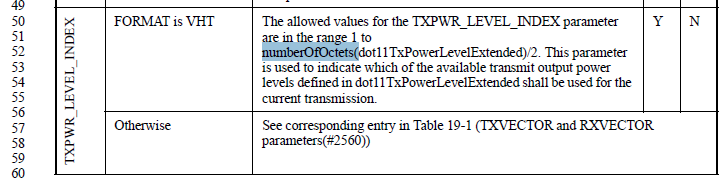 49
50
51
52
53
54
55
56
57
58
59
60
TXPWR_LEVEL_INDEX
FORMAT is VHT
The allowed values for the TXPWR_LEVEL_INDEX parameter
are in the range 1 to
numberOfOctets(dot11TxPowerLevelExtended)/2. This parameter
is used to indicate which of the available transmit output power
levels defined in dot11TxPowerLevelExtended shall be used for the
current transmission.
Y
N
Otherwise
See corresponding entry in Table 19-1 (TXVECTOR and RXVECTOR
parameters(#2560))